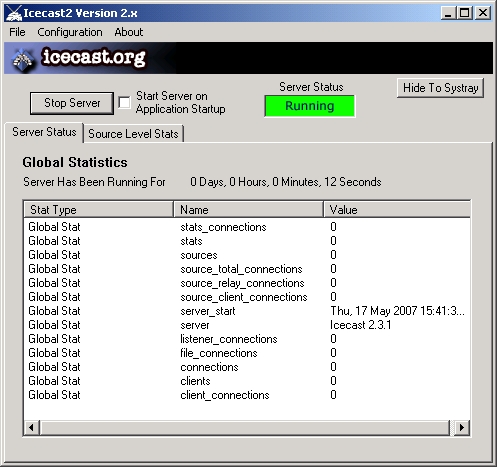 Icecast2 Version 2.x
File Configuration About
icecast.org
Stop Server
Start Server on
Application Startup
Server Status
Running
Hide To Systray
Server Status Source Level Stats
Global Statistics
Server Has Been Running For 0 Days, 0 Hours, 0 Minutes, 12 Seconds
Stat Type Name Value
Global Stat stats_connections 0
Global Stat stats 0
Global Stat sources 0
Global Stat source_total_connections 0
Global Stat source_relay_connections 0
Global Stat source_client_connections 0
Global Stat server_start Thu, 17 May 2007 15:41:3...
Global Stat server Icecast 2.3.1
Global Stat listener_connections 0
Global Stat file_connections 0
Global Stat connections 0
Global Stat clients 0
Global Stat client_connections 0